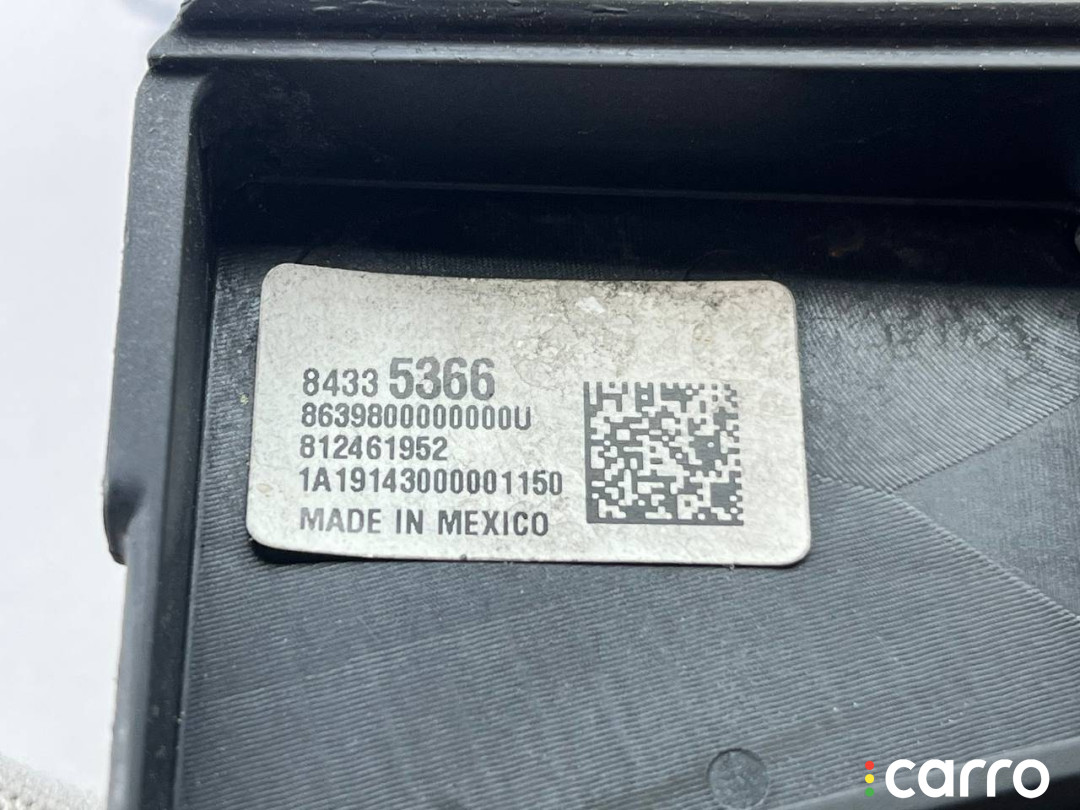 8433 5366
8639800000000U
812461952
1A19143000001150
MADE IN MEXICO
carro